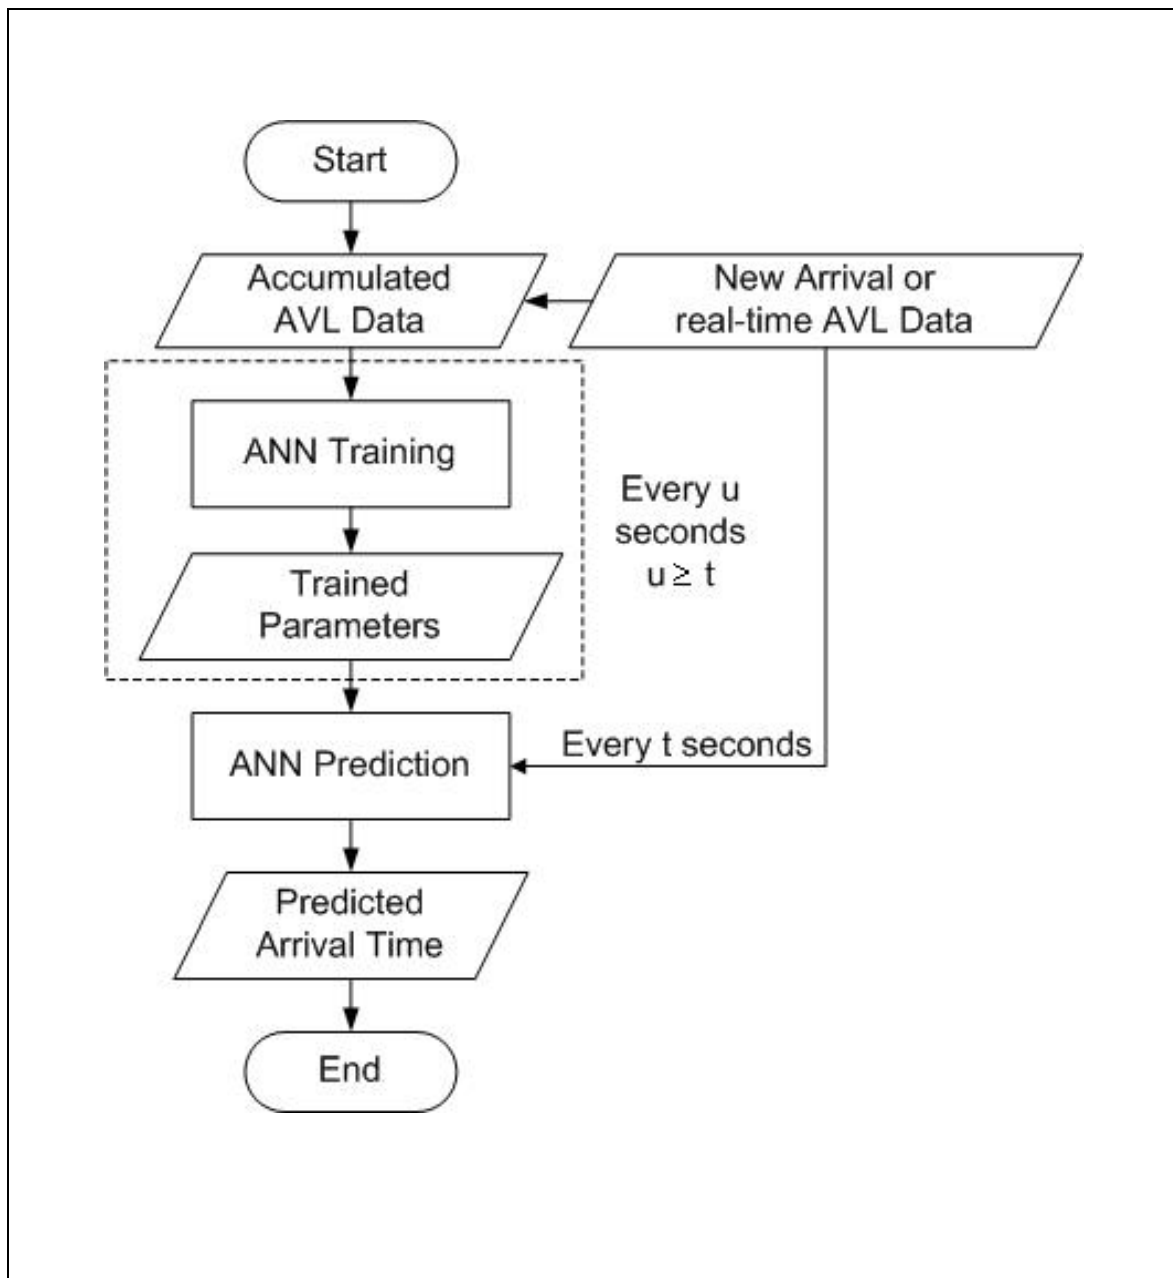 Start
Accumulated
AVL Data
New Arrival or
real-time AVL Data
ANN Training
Every u
seconds
u ≥ t
Trained
Parameters
Every t seconds
ANN Prediction
Predicted
Arrival Time
End